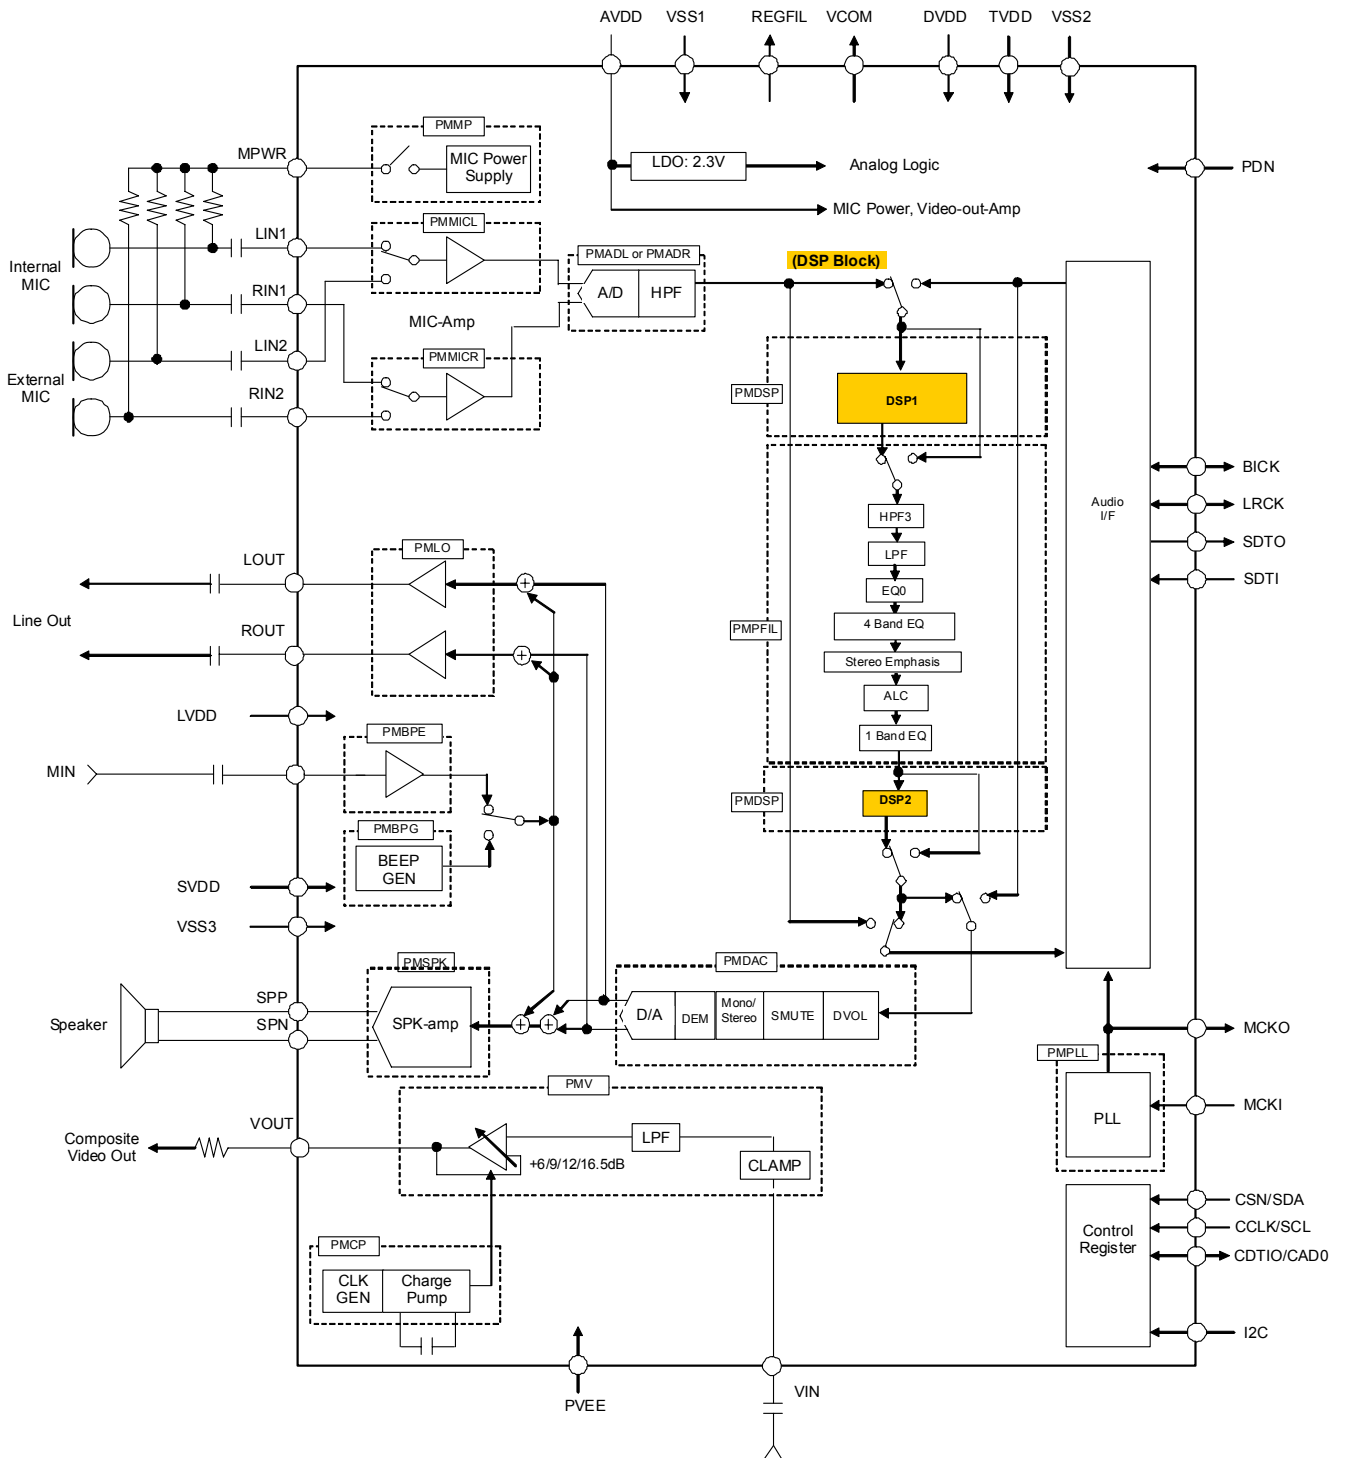 AVDD VSS1 REGFIL VCOM DVDD TVDD VSS2
PMMP
MPWR
MIC Power
Supply
LDO: 2.3V
Analog Logic
PDN
MIC Power, Video-out-Amp
PMMICL
LIN1
Internal
MIC
PMADL or PMADR
(DSP Block)
A/D
HPF
RIN1
MIC-Amp
LIN2
PMMICR
External
MIC
RIN2
PMDSP
DSP1
BICK
Audio
I/F
LRCK
HPF3
SDTO
LPF
SDTI
EQ0
4 Band EQ
PMPFIL
Stereo Emphasis
ALC
1 Band EQ
PMDSP
DSP2
LOUT
PMLO
Line Out
ROUT
LVDD
PMBPE
MIN
PMBPG
BEEP
GEN
SVDD
VSS3
PMSPK
PMDAC
SPP
Speaker
SPN
SPK-amp
D/A
DEM
Mono/
Stereo
SMUTE
DVOL
MCKO
PMPLL
PLL
MCKI
PMV
VOUT
Composite
Video Out
LPF
+6/9/12/16.5dB
CLAMP
CSN/SDA
Control
Register
CCLK/SCL
CDTIO/CAD0
PMCP
CLK
GEN
Charge
Pump
I2C
PVEE
VIN